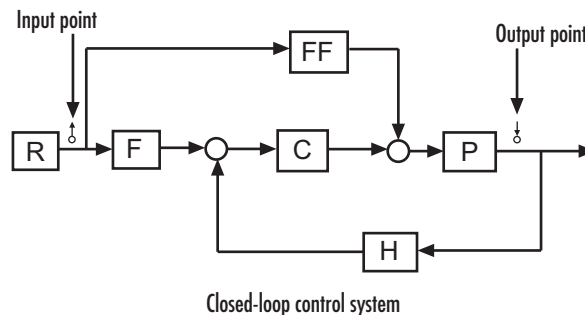 Input point
Output point
FF
R
F
C
P
H
Closed-loop control system